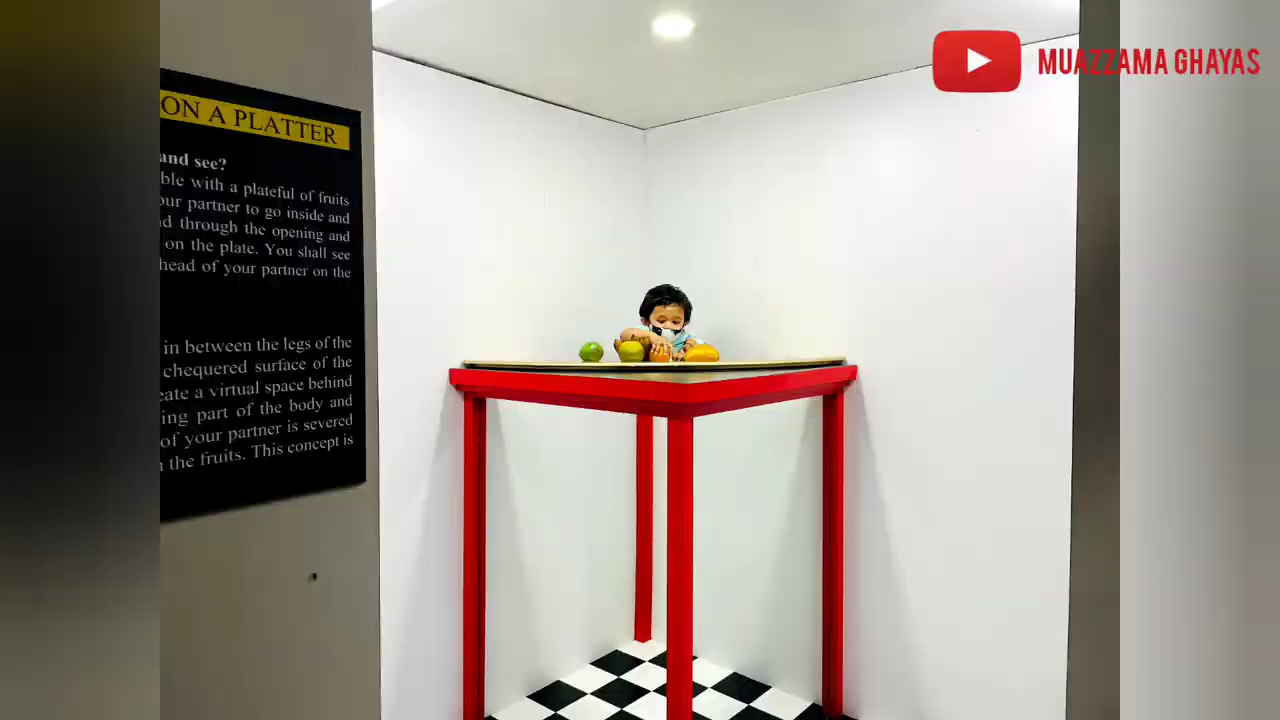 MUAZZAMA GHAYAS
ON A PLATTER
and see?
ble with a plateful of fruits
our partner to go inside and
d through the opening and
on the plate. You shall see
head of your partner on the
in between the legs of the
chequered surface of the
eate a virtual space behind
ing part of the body and
of your partner is severed
the fruits. This concept is